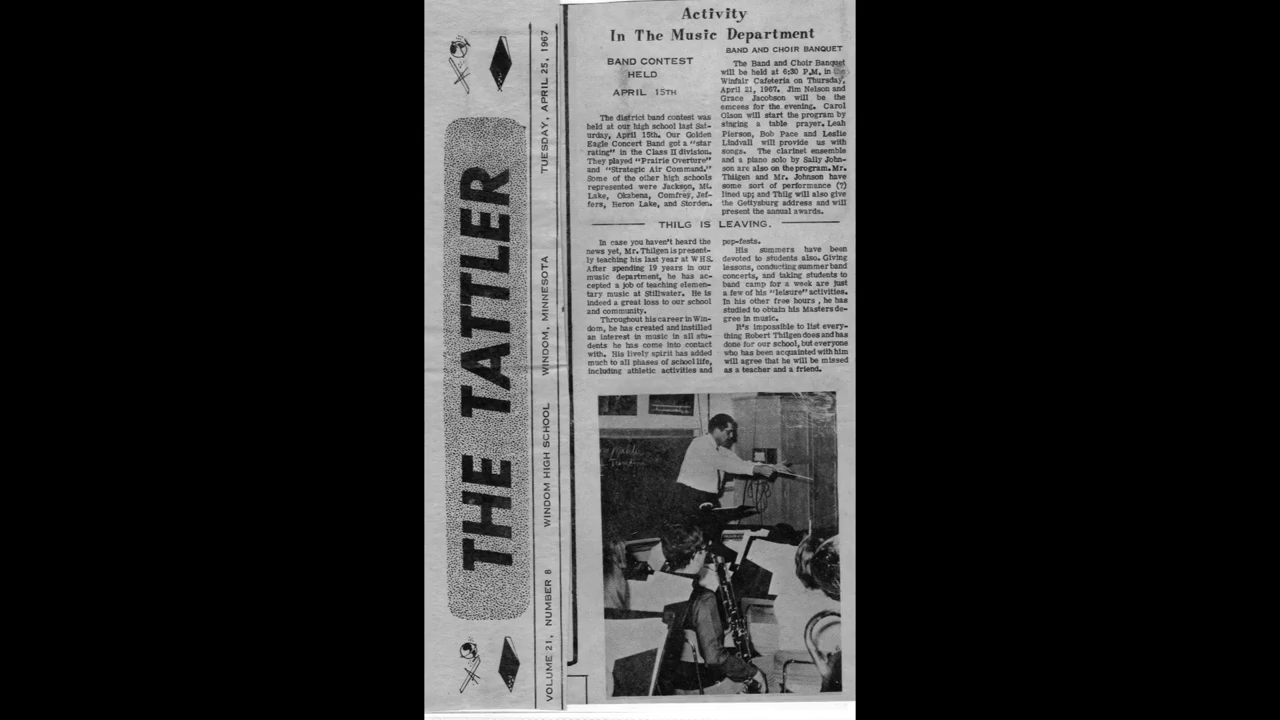 THE TATTLER
VOLUME 21, NUMBER 8 WINDOM HIGH SCHOOL WINDOM, MINNESOTA TUESDAY, APRIL 25, 1967
Activity
In The Music Department
BAND CONTEST
HELD
APRIL 15TH
The district band contest was
held at our high school last Sat-
urday, April 15th. Our Golden
Eagle Concert Band got a "star
rating" in the Class II division.
They played "Prairie Overture"
and "Strategic Air Command."
Some of the other high schools
represented were Jackson, Mt.
Lake, Okabena, Comfrey, Jef-
fers, Heron Lake, and Storden.
BAND AND CHOIR BANQUET
The Band and Choir Banquet
will be held at 6:30 P.M. in the
Winfair Cafeteria on Thursday,
April 21, 1967. Jim Nelson and
Grace Jacobson will be the
emcees for the evening. Carol
Olson will start the program by
singing a table prayer. Leah
Pierson, Bob Pace and Leslie
Lindvall will provide us with
songs. The clarinet ensemble
and a piano solo by Sally John-
son are also on the program. Mr.
Thilgen and Mr. Johnson have
some sort of performance (?)
lined up; and Thilg will also give
the Gettysburg address and will
present the annual awards.
THILG IS LEAVING.
In case you haven't heard the
news yet, Mr. Thilgen is present-
ly teaching his last year at WHS.
After spending 19 years in our
music department, he has ac-
cepted a job of teaching elemen-
tary music at Stillwater. He is
indeed a great loss to our school
and community.
Throughout his career in Win-
dom, he has created and instilled
an interest in music in all stu-
dents he has come into contact
with. His lively spirit has added
much to all phases of school life,
including athletic activities and
pop-fests.
His summers have been
devoted to students also. Giving
lessons, conducting summer band
concerts, and taking students to
band camp for a week are just
a few of his "leisure" activities.
In his other free hours, he has
studied to obtain his Masters de-
gree in music.
It's impossible to list every-
thing Robert Thilgen does and has
done for our school, but everyone
who has been acquainted with him
will agree that he will be missed
as a teacher and a friend.